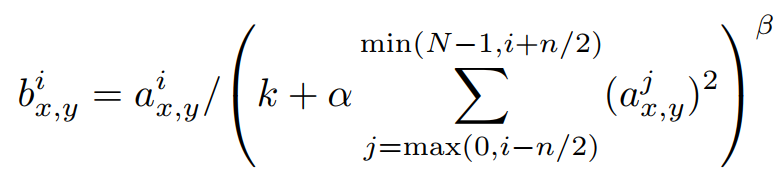 b^i_{x,y} = a^i_{x,y} / \left( k + \alpha \sum_{j=\max(0,i-n/2)}^{\min(N-1,i+n/2)} (a^j_{x,y})^2 \right)^\beta